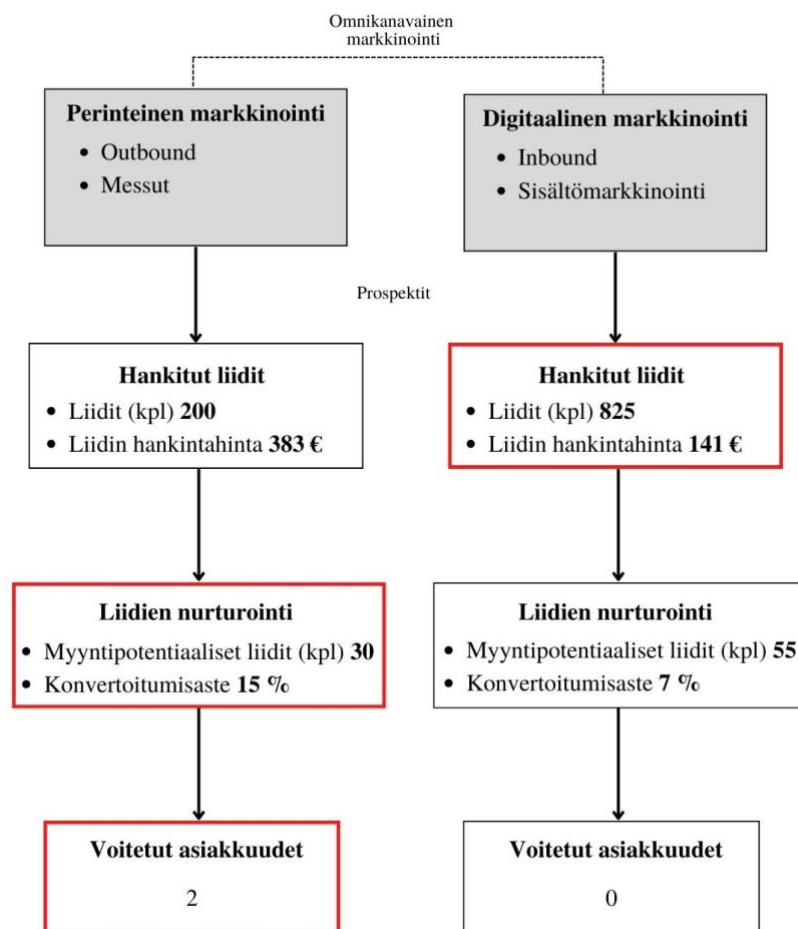 Omnikanavainen
markkinointi
Perinteinen markkinointi
• Outbound
• Messut
Digitaalinen markkinointi
• Inbound
• Sisältömarkkinointi
Prospektit
Hankitut liidit
• Liidit (kpl) 200
• Liidin hankintahinta 383 €
Hankitut liidit
• Liidit (kpl) 825
• Liidin hankintahinta 141 €
Liidien nurturointi
• Myyntipotentiaaliset liidit (kpl) 30
• Konvertoitumisaste 15 %
Liidien nurturointi
• Myyntipotentiaaliset liidit (kpl) 55
• Konvertoitumisaste 7 %
Voitetut asiakkuudet
2
Voitetut asiakkuudet
0